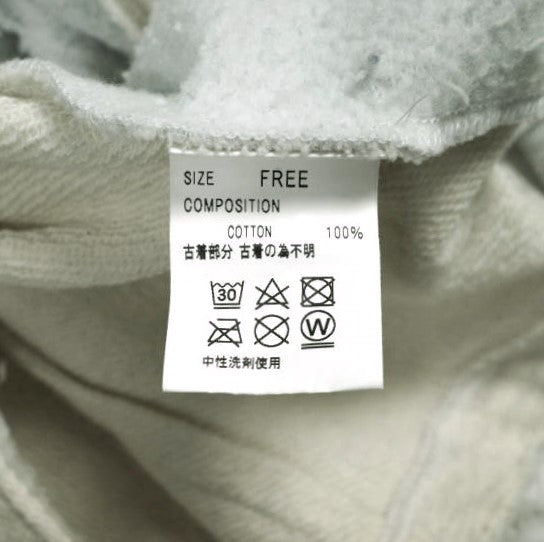 SIZE FREE
COMPOSITION
COTTON 100%
古着部分 古着の為不明
30
W
中性洗剤使用